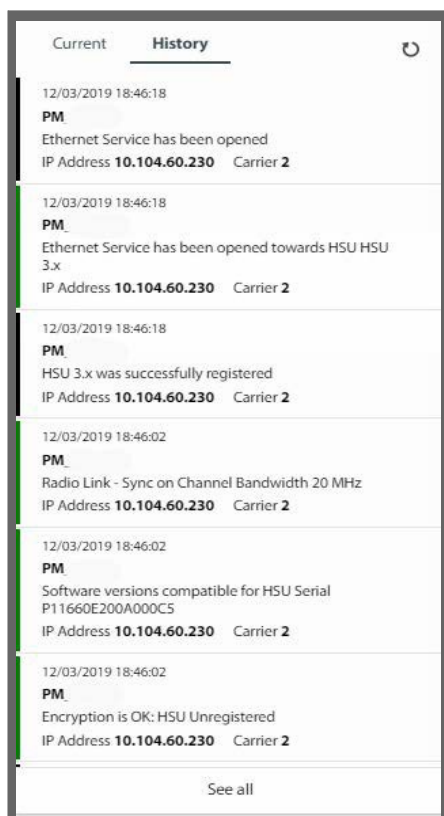 Current History
12/03/2019 18:46:18
PM
Ethernet Service has been opened
IP Address 10.104.60.230 Carrier 2
12/03/2019 18:46:18
PM_
Ethernet Service has been opened towards HSU HSU
3.x
IP Address 10.104.60.230 Carrier 2
12/03/2019 18:46:18
PM_
HSU 3.x was successfully registered
IP Address 10.104.60.230 Carrier 2
12/03/2019 18:46:02
PM_
Radio Link - Sync on Channel Bandwidth 20 MHz
IP Address 10.104.60.230 Carrier 2
12/03/2019 18:46:02
PM
Software versions compatible for HSU Serial
P11660E200A000C5
IP Address 10.104.60.230 Carrier 2
12/03/2019 18:46:02
PM_
Encryption is OK: HSU Unregistered
IP Address 10.104.60.230 Carrier 2
See all